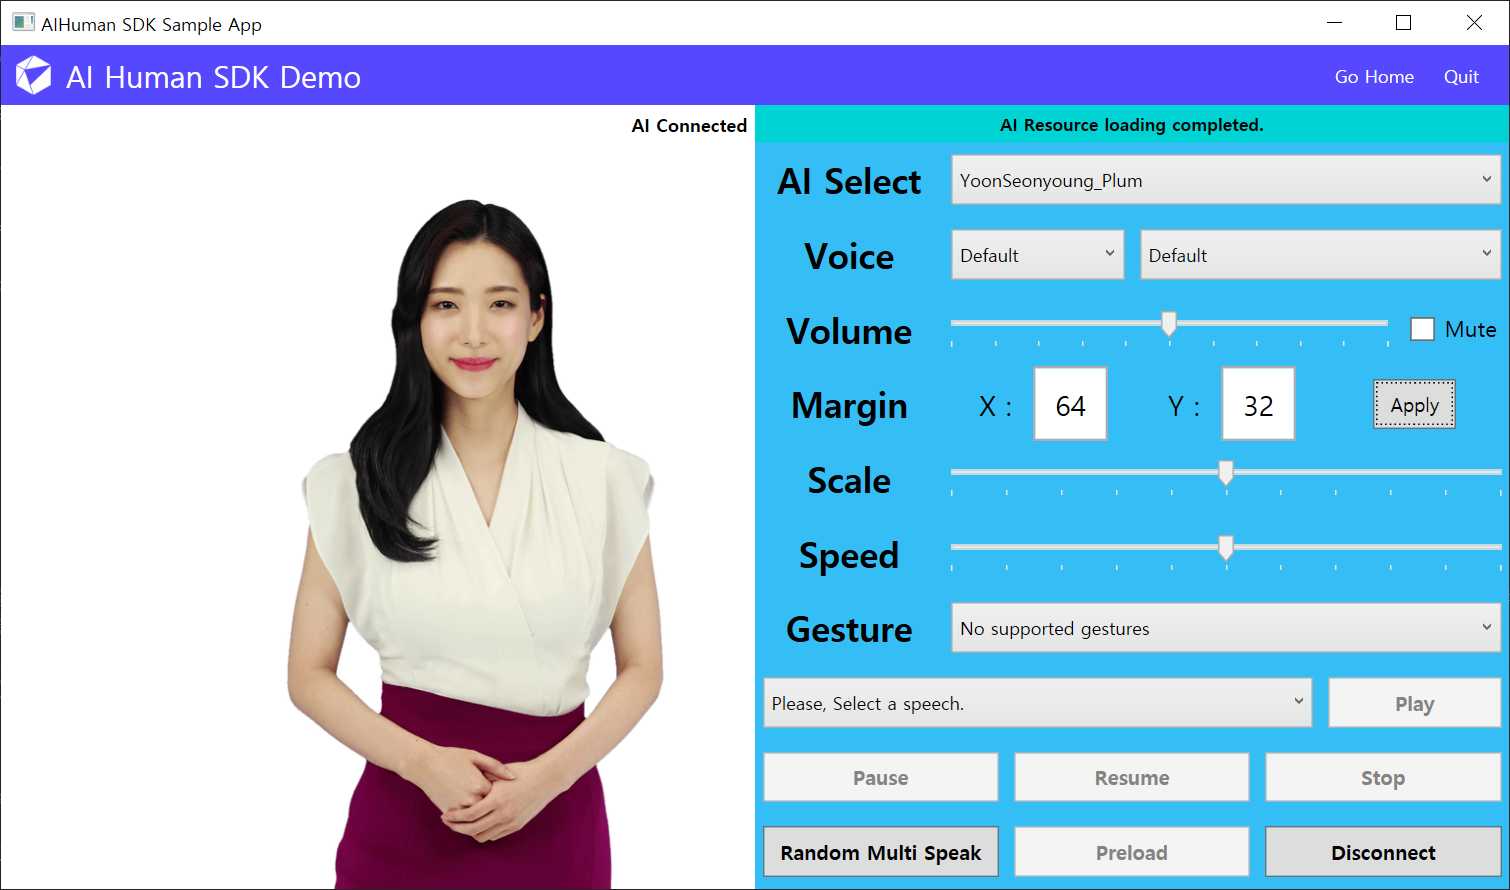 AIHuman SDK Sample App
AI Human SDK Demo
Go Home
Quit
AI Connected
AI Resource loading completed.
AI Select
YoonSeonyoung_Plum
Voice
Default
Default
Volume
Mute
Margin
X :
64
Y :
32
Apply
Scale
Speed
Gesture
No supported gestures
Please, Select a speech.
Play
Pause
Resume
Stop
Random Multi Speak
Preload
Disconnect